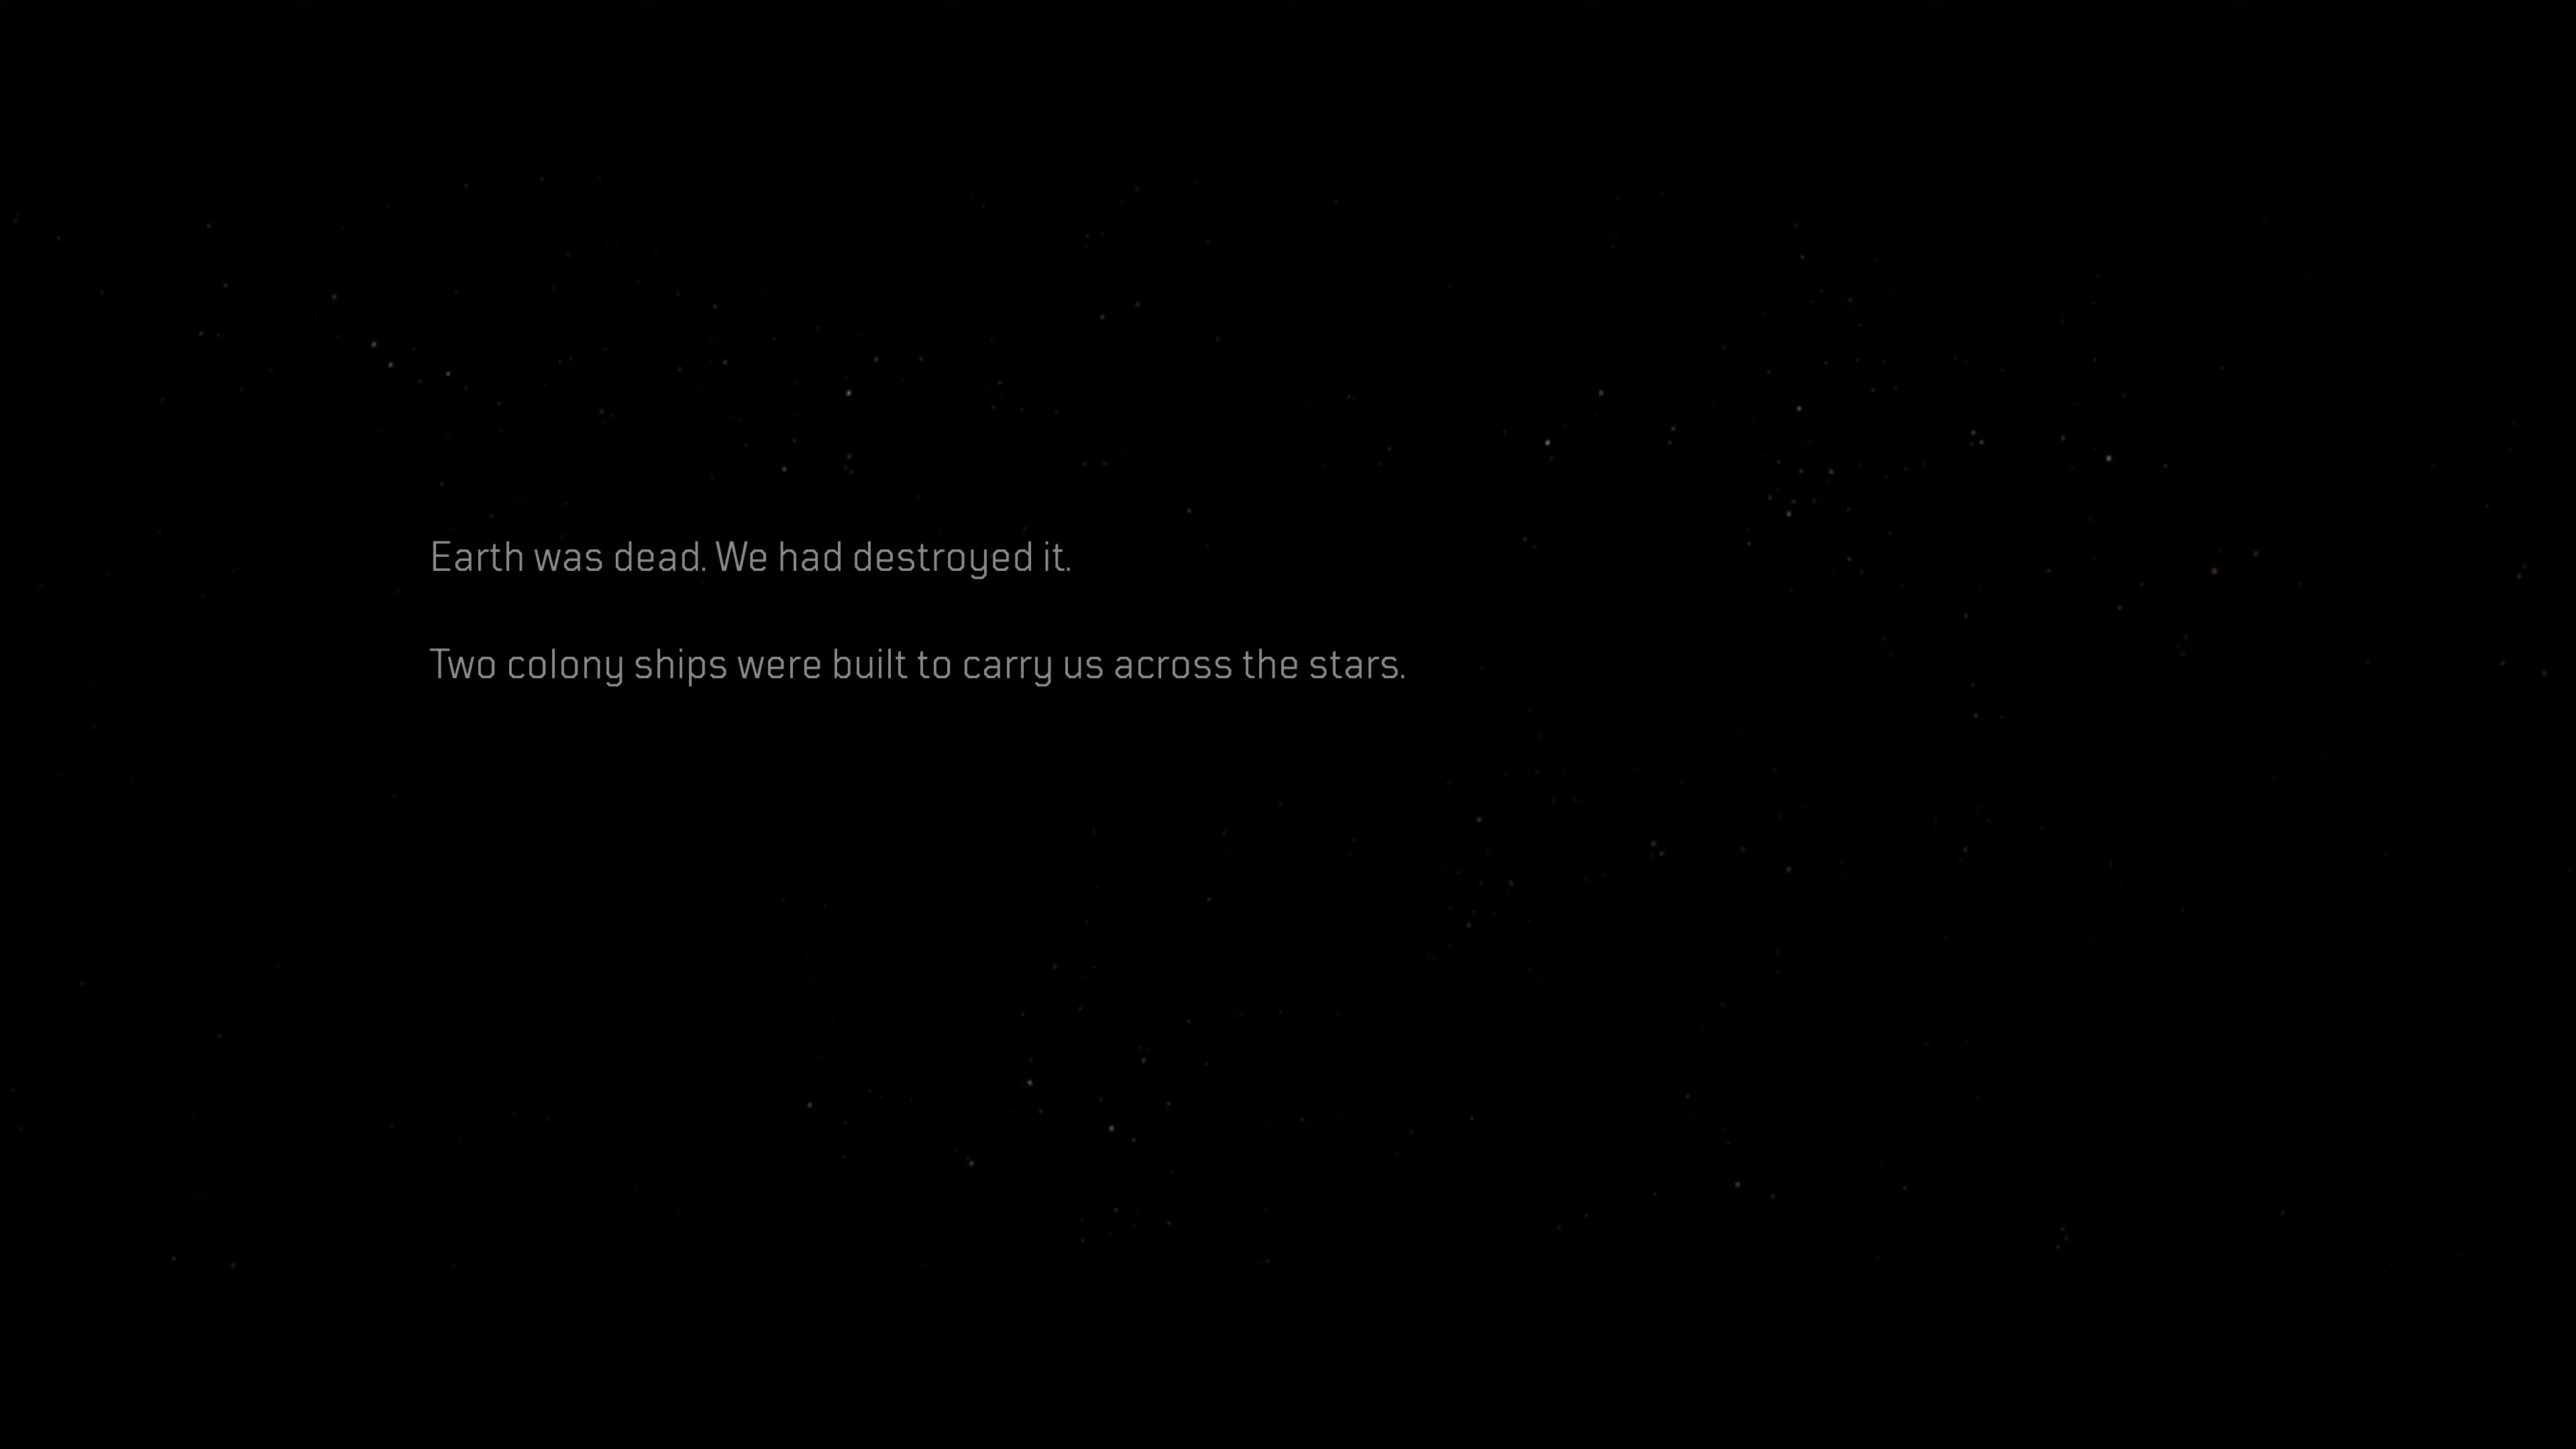 Earth was dead. We had destroyed it.
Two colony ships were built to carry us across the stars.